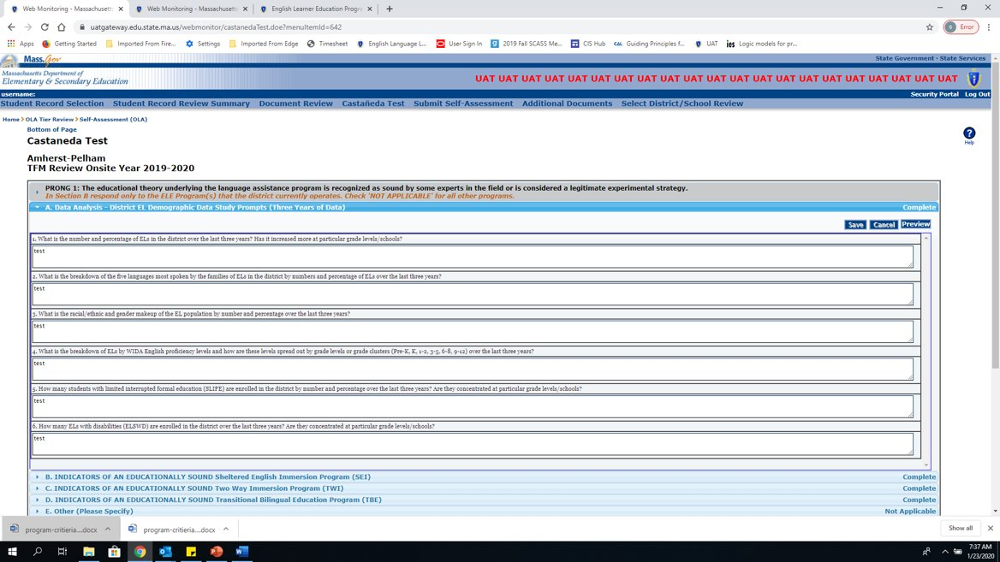 Web Monitoring - Massachusetts
Web Monitoring - Massachusetts
English Learner Education Progra
uatgateway.edu.state.ma.us/webmonitor/castanedaTest.doe?menuItemId=642
Error
Apps Getting Started Imported From Fire... Settings Imported From Edge Timesheet English Language L... User Sign In 2019 Fall SCASS Me... CIS Hub Guiding Principles f... UAT Logic models for pr...
Mass.Gov
State Government · State Services
Massachusetts Department of
Elementary & Secondary Education
UAT UAT UAT UAT UAT UAT UAT UAT UAT UAT UAT UAT UAT UAT UAT UAT UAT UAT UAT UAT UAT
username:
Security Portal Log Out
Student Record Selection Student Record Review Summary Document Review Castañeda Test Submit Self-Assessment Additional Documents Select District/School Review
Home > OLA Tier Review > Self-Assessment (OLA)
Bottom of Page
Castaneda Test
Help
Amherst-Pelham
TFM Review Onsite Year 2019-2020
PRONG 1: The educational theory underlying the language assistance program is recognized as sound by some experts in the field or is considered a legitimate experimental strategy.
In Section B respond only to the ELE Program(s) that the district currently operates. Check 'NOT APPLICABLE' for all other programs.
A. Data Analysis - District EL Demographic Data Study Prompts (Three Years of Data) Complete
Save Cancel Preview
1. What is the number and percentage of ELs in the district over the last three years? Has it increased more at particular grade levels/schools?
test
2. What is the breakdown of the five languages most spoken by the families of ELs in the district by numbers and percentage of ELs over the last three years?
test
3. What is the racial/ethnic and gender makeup of the EL population by number and percentage over the last three years?
test
4. What is the breakdown of ELs by WIDA English proficiency levels and how are these levels spread out by grade levels or grade clusters (Pre-K, K, 1-2, 3-5, 6-8, 9-12) over the last three years?
test
5. How many students with limited interrupted formal education (SLIFE) are enrolled in the district by number and percentage over the last three years? Are they concentrated at particular grade levels/schools?
test
6. How many ELs with disabilities (ELSWD) are enrolled in the district over the last three years? Are they concentrated at particular grade levels/schools?
test
B. INDICATORS OF AN EDUCATIONALLY SOUND Sheltered English Immersion Program (SEI) Complete
C. INDICATORS OF AN EDUCATIONALLY SOUND Two Way Immersion Program (TWI) Complete
D. INDICATORS OF AN EDUCATIONALLY SOUND Transitional Bilingual Education Program (TBE) Complete
E. Other (Please Specify) Not Applicable
program-critieria....docx
program-critieria....docx
Show all
7:37 AM
1/23/2020